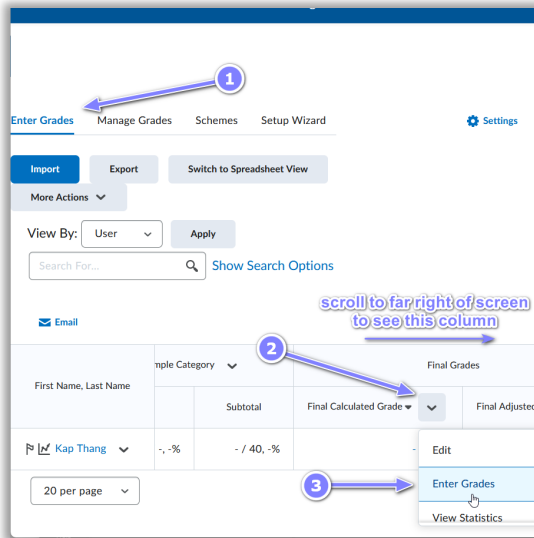 1
Enter Grades Manage Grades Schemes Setup Wizard Settings
Import Export Switch to Spreadsheet View
More Actions
View By: User Apply
Search For... Show Search Options
scroll to far right of screen
to see this column
Email
2
mple Category Final Grades
First Name, Last Name
Subtotal Final Calculated Grade Final Adjusted
Kap Thang -, -% - / 40, -% -
Edit
3
Enter Grades
20 per page
View Statistics